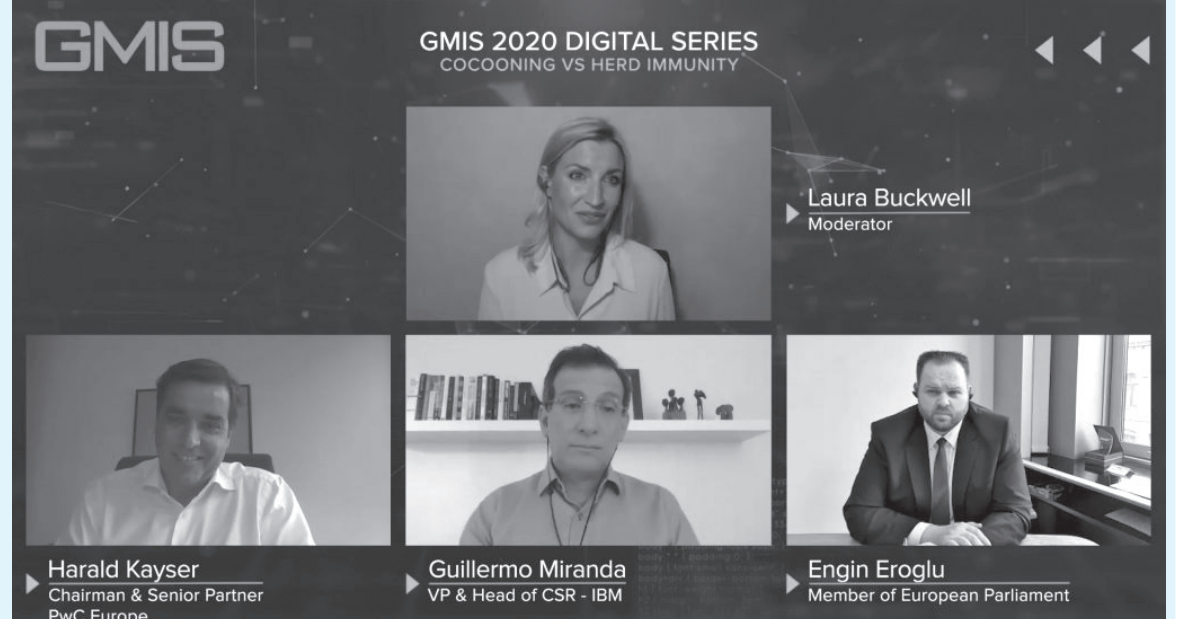 GMIS
GMIS 2020 DIGITAL SERIES
COCOONING VS HERD IMMUNITY
Laura Buckwell
Moderator
Harald Kayser
Chairman & Senior Partner
PwC Europe
Guillermo Miranda
VP & Head of CSR - IBM
Engin Eroglu
Member of European Parliament